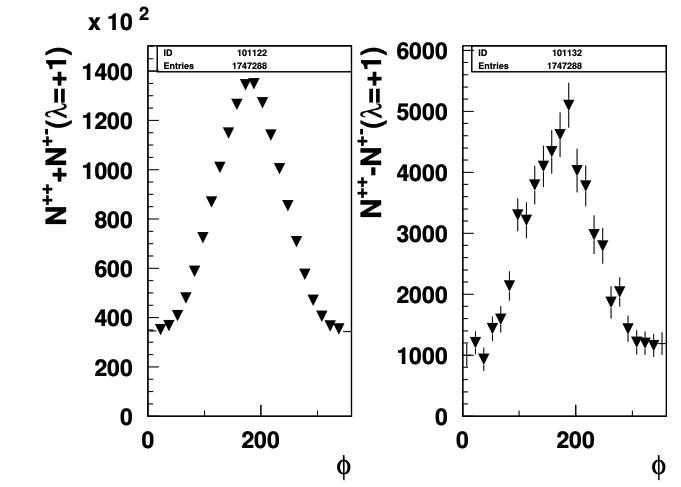 x 10 2
N+++N+-(λ=+1)
ID 101122
Entries 1747288
1400
1200
1000
800
600
400
200
0
0 200
ϕ
N++-N+-(λ=+1)
ID 101132
Entries 1747288
6000
5000
4000
3000
2000
1000
0
0 200
ϕ